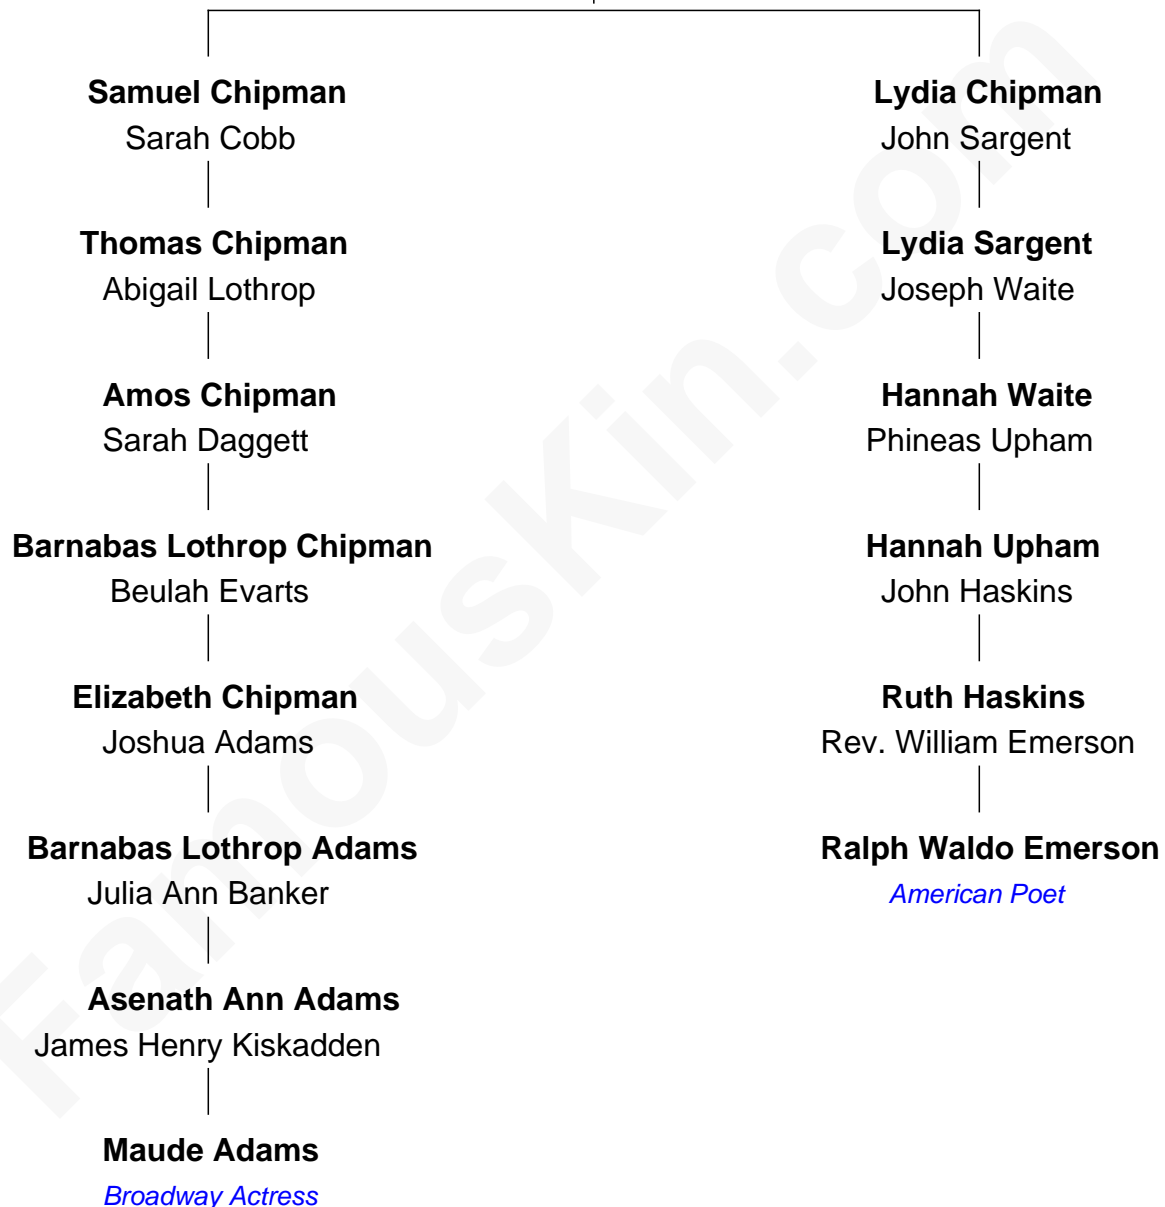 Samuel Chipman
Sarah Cobb
Thomas Chipman
Abigail Lothrop
Amos Chipman
Sarah Daggett
Barnabas Lothrop Chipman
Beulah Evarts
Elizabeth Chipman
Joshua Adams
Barnabas Lothrop Adams
Julia Ann Banker
Asenath Ann Adams
James Henry Kiskadden
Maude Adams
Broadway Actress
Lydia Chipman
John Sargent
Lydia Sargent
Joseph Waite
Hannah Waite
Phineas Upham
Hannah Upham
John Haskins
Ruth Haskins
Rev. William Emerson
Ralph Waldo Emerson
American Poet
FamousKin.com